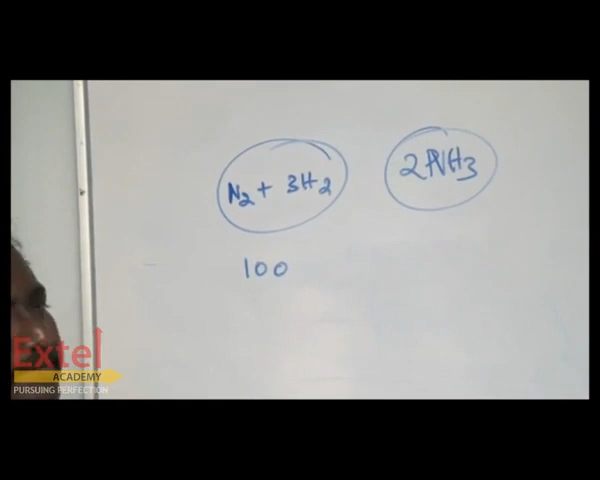 N2 + 3H2 2NH3
100
Extel
ACADEMY
PURSUING PERFECTION